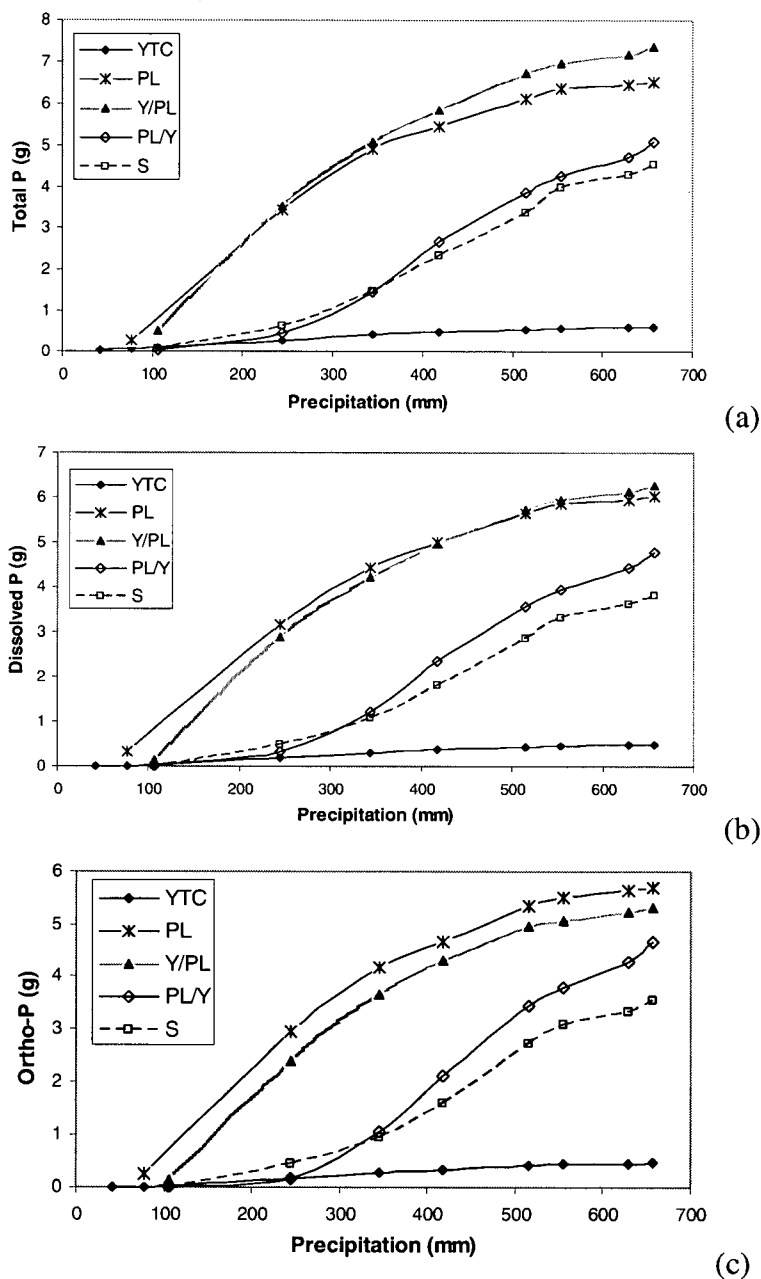 8
7
6
5
4
3
2
1
0
Total P (g)
YTC
PL
Y/PL
PL/Y
S
0 100 200 300 400 500 600 700
Precipitation (mm)
(a)
7
6
5
4
3
2
1
0
Dissolved P (g)
YTC
PL
Y/PL
PL/Y
S
0 100 200 300 400 500 600 700
Precipitation (mm)
(b)
6
5
4
3
2
1
0
Ortho-P (g)
YTC
PL
Y/PL
PL/Y
S
0 100 200 300 400 500 600 700
Precipitation (mm)
(c)